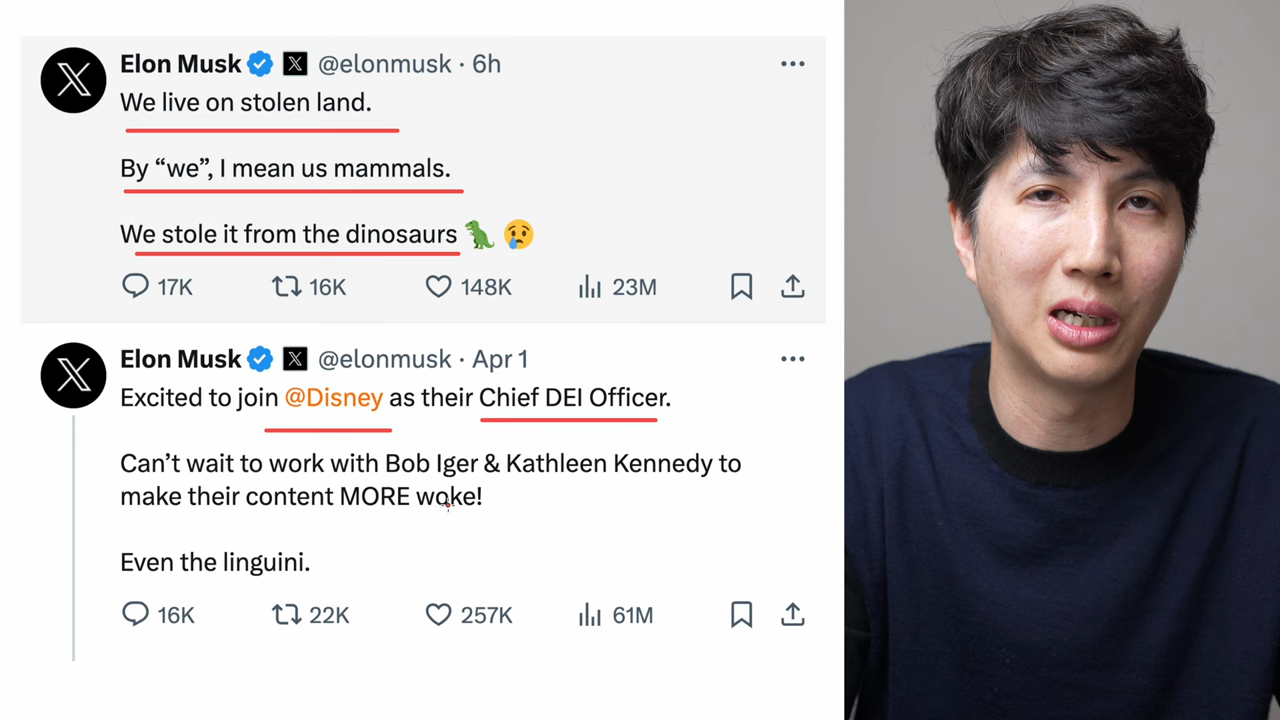 Elon Musk @elonmusk · 6h
We live on stolen land.
By “we”, I mean us mammals.
We stole it from the dinosaurs 🦖 😢
17K 16K 148K 23M
Elon Musk @elonmusk · Apr 1
Excited to join @Disney as their Chief DEI Officer.
Can’t wait to work with Bob Iger & Kathleen Kennedy to
make their content MORE woke!
Even the linguini.
16K 22K 257K 61M